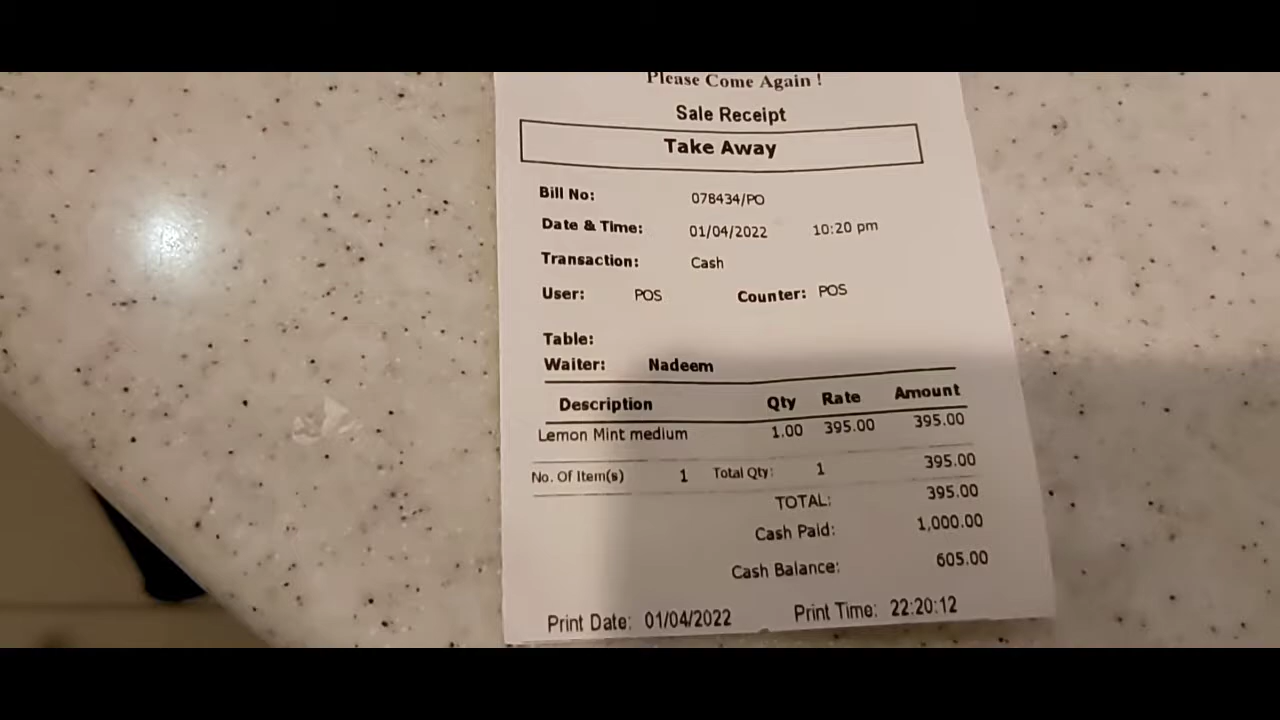 Please Come Again !
Sale Receipt
Take Away
Bill No: 078434/PO
Date & Time: 01/04/2022 10:20 pm
Transaction: Cash
User: POS Counter: POS
Table:
Waiter: Nadeem
Description Qty Rate Amount
Lemon Mint medium 1.00 395.00 395.00
No. Of Item(s) 1 Total Qty: 1 395.00
TOTAL: 395.00
Cash Paid: 1,000.00
Cash Balance: 605.00
Print Date: 01/04/2022 Print Time: 22:20:12